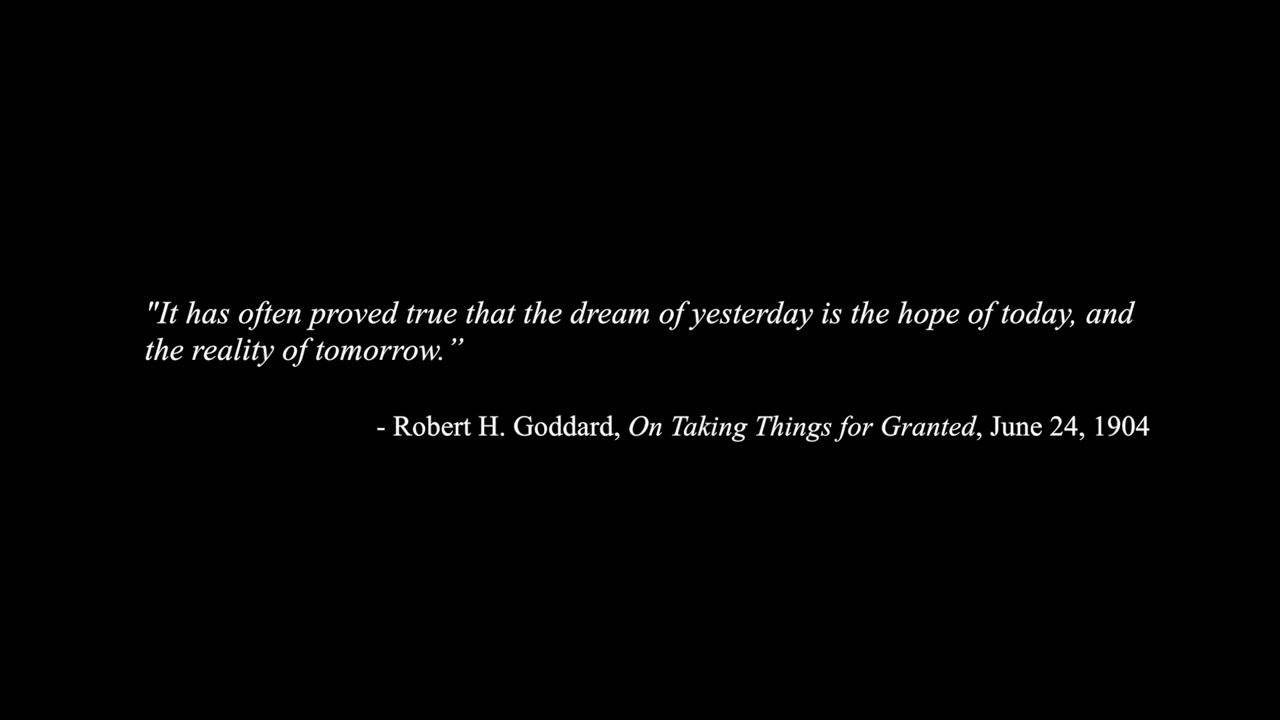 "It has often proved true that the dream of yesterday is the hope of today, and
the reality of tomorrow.”
- Robert H. Goddard, On Taking Things for Granted, June 24, 1904